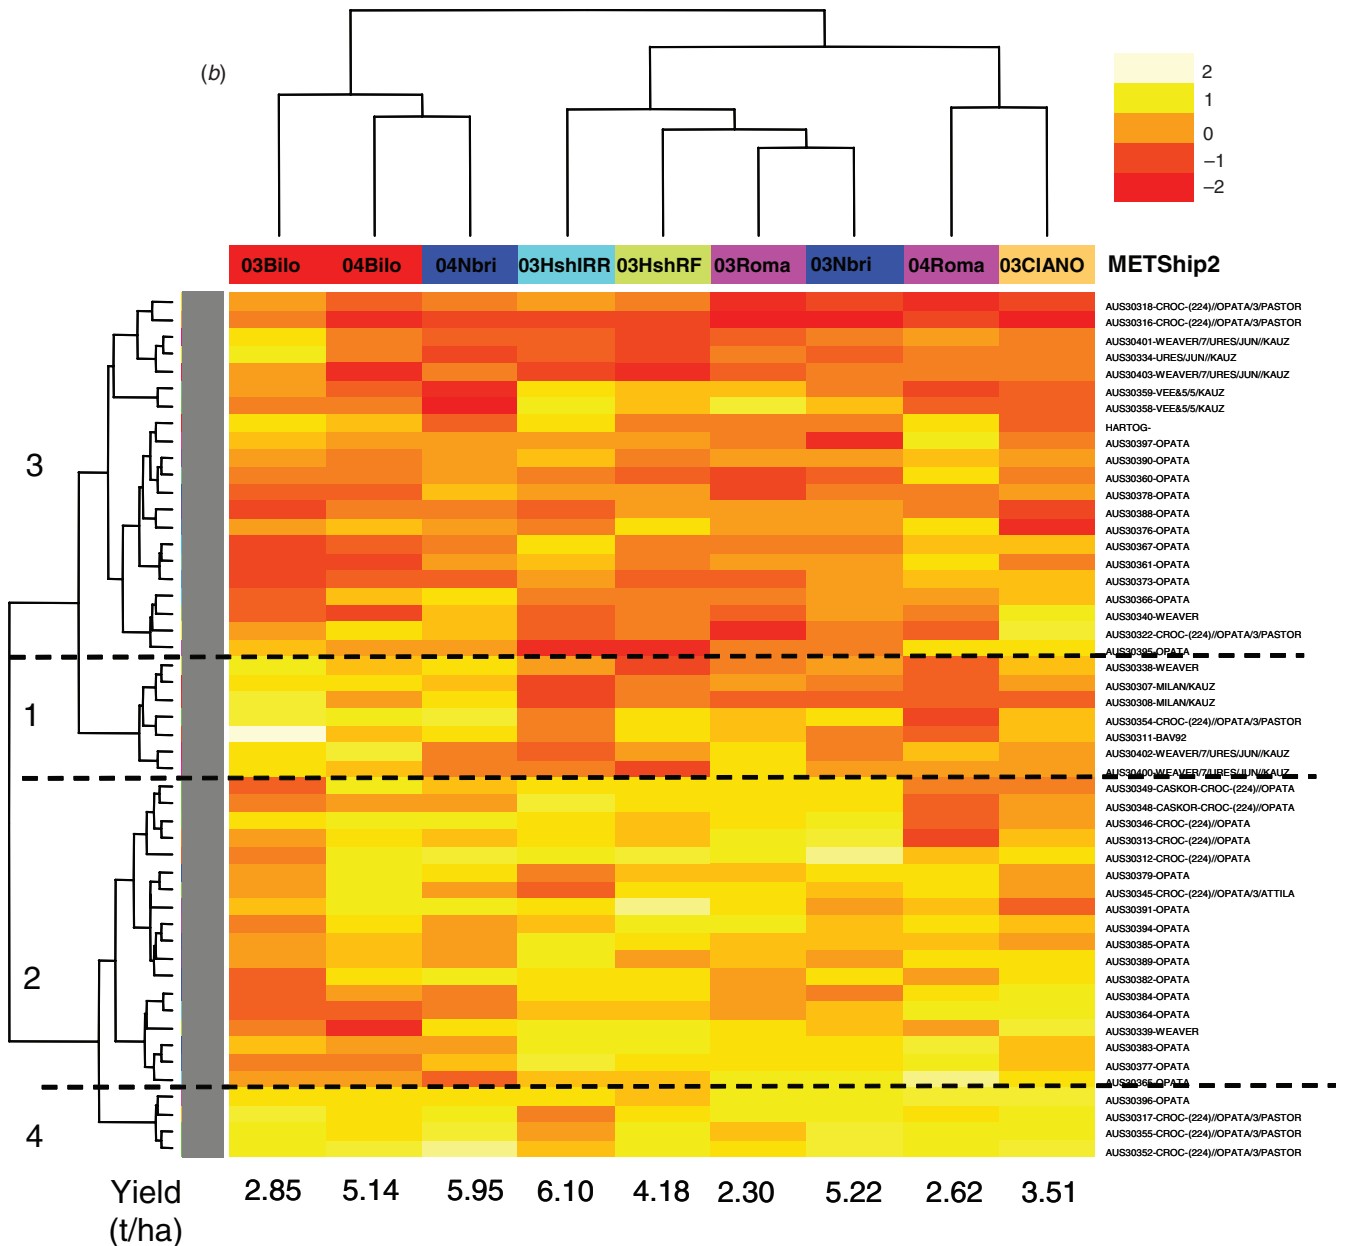 (b)
2
1
0
–1
–2
03Bilo 04Bilo 04Nbri 03HshIRR 03HshRF 03Roma 03Nbri 04Roma 03CIANO METShip2
AUS30318-CROC-(224)//OPATA/3/PASTOR
AUS30316-CROC-(224)//OPATA/3/PASTOR
AUS30401-WEAVER/7/URES/JUN//KAUZ
AUS30334-URES/JUN//KAUZ
AUS30403-WEAVER/7/URES/JUN//KAUZ
AUS30359-VEE&5/5/KAUZ
AUS30358-VEE&5/5/KAUZ
HARTOG-
AUS30397-OPATA
3
AUS30390-OPATA
AUS30360-OPATA
AUS30378-OPATA
AUS30388-OPATA
AUS30376-OPATA
AUS30367-OPATA
AUS30361-OPATA
AUS30373-OPATA
AUS30366-OPATA
AUS30340-WEAVER
AUS30322-CROC-(224)//OPATA/3/PASTOR
AUS30395-OPATA
AUS30338-WEAVER
AUS30307-MILAN/KAUZ
AUS30308-MILAN/KAUZ
1
AUS30354-CROC-(224)//OPATA/3/PASTOR
AUS30311-BAV92
AUS30402-WEAVER/7/URES/JUN//KAUZ
AUS30400-WEAVER/7/URES/JUN//KAUZ
AUS30349-CASKOR-CROC-(224)//OPATA
AUS30348-CASKOR-CROC-(224)//OPATA
AUS30346-CROC-(224)//OPATA
AUS30313-CROC-(224)//OPATA
AUS30312-CROC-(224)//OPATA
AUS30379-OPATA
AUS30345-CROC-(224)//OPATA/3/ATTILA
AUS30391-OPATA
AUS30394-OPATA
AUS30385-OPATA
AUS30389-OPATA
2
AUS30382-OPATA
AUS30384-OPATA
AUS30364-OPATA
AUS30339-WEAVER
AUS30383-OPATA
AUS30377-OPATA
AUS30365-OPATA
AUS30396-OPATA
AUS30317-CROC-(224)//OPATA/3/PASTOR
4
AUS30355-CROC-(224)//OPATA/3/PASTOR
AUS30352-CROC-(224)//OPATA/3/PASTOR
Yield 2.85 5.14 5.95 6.10 4.18 2.30 5.22 2.62 3.51
(t/ha)